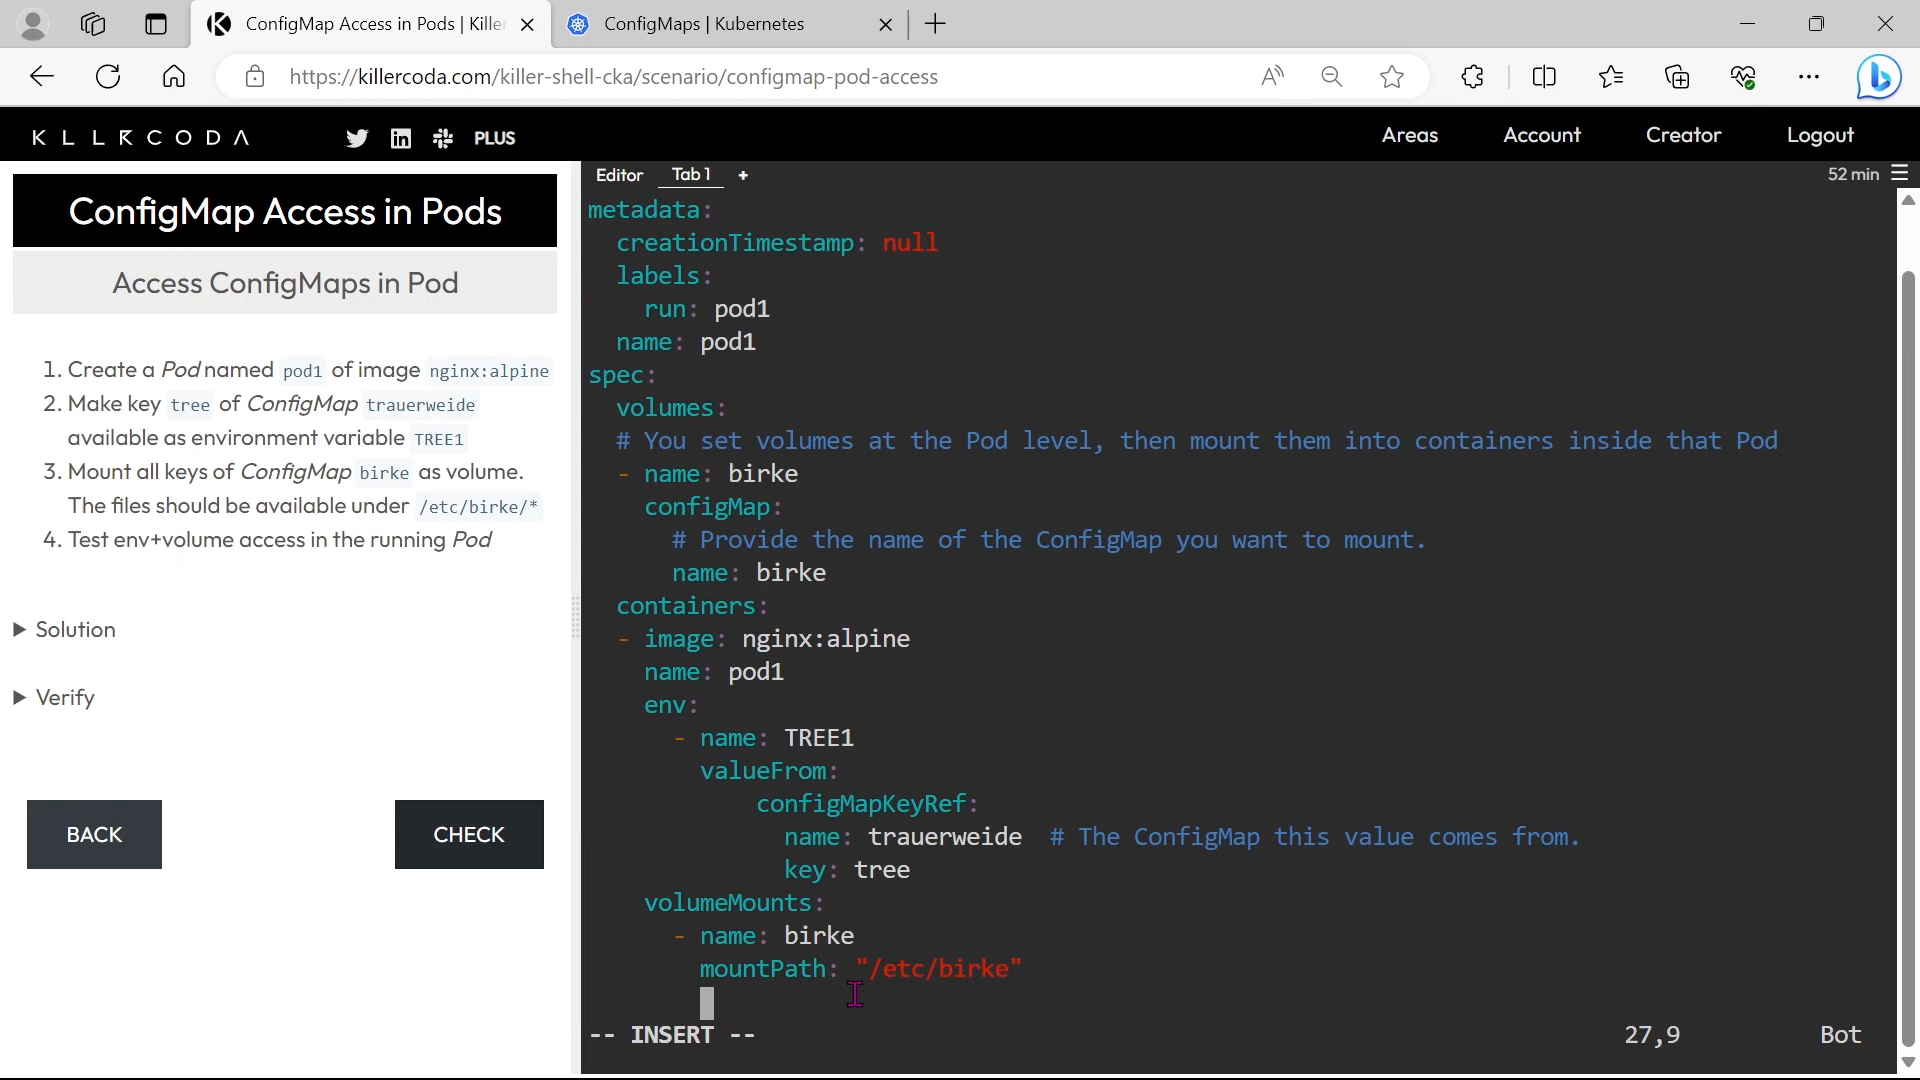 ConfigMap Access in Pods | Killer
ConfigMaps | Kubernetes
https://killercoda.com/killer-shell-cka/scenario/configmap-pod-access
KLLRCODA
PLUS
Areas
Account
Creator
Logout
ConfigMap Access in Pods
Access ConfigMaps in Pod
1. Create a Pod named pod1 of image nginx:alpine
2. Make key tree of ConfigMap trauerweide
available as environment variable TREE1
3. Mount all keys of ConfigMap birke as volume.
The files should be available under /etc/birke/*
4. Test env+volume access in the running Pod
Solution
Verify
BACK
CHECK
Editor Tab 1 +
52 min
metadata:
  creationTimestamp: null
  labels:
    run: pod1
  name: pod1
spec:
  volumes:
  # You set volumes at the Pod level, then mount them into containers inside that Pod
  - name: birke
    configMap:
      # Provide the name of the ConfigMap you want to mount.
      name: birke
  containers:
  - image: nginx:alpine
    name: pod1
    env:
      - name: TREE1
        valueFrom:
            configMapKeyRef:
              name: trauerweide  # The ConfigMap this value comes from.
              key: tree
    volumeMounts:
      - name: birke
        mountPath: "/etc/birke"
-- INSERT --
27,9
Bot